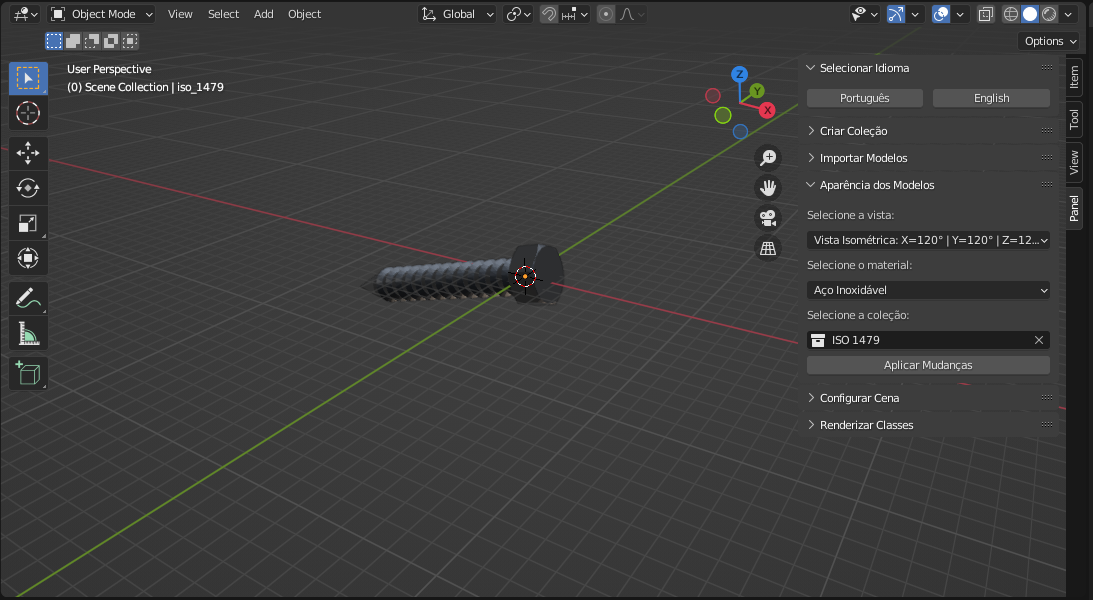 Object Mode View Select Add Object Global
Options
User Perspective
(0) Scene Collection | iso_1479
Z
Y
X
Selecionar Idioma
Português English
Criar Coleção
Importar Modelos
Aparência dos Modelos
Selecione a vista:
Vista Isométrica: X=120° | Y=120° | Z=12...
Selecione o material:
Aço Inoxidável
Selecione a coleção:
ISO 1479
Aplicar Mudanças
Configurar Cena
Renderizar Classes
Item
Tool
View
Panel